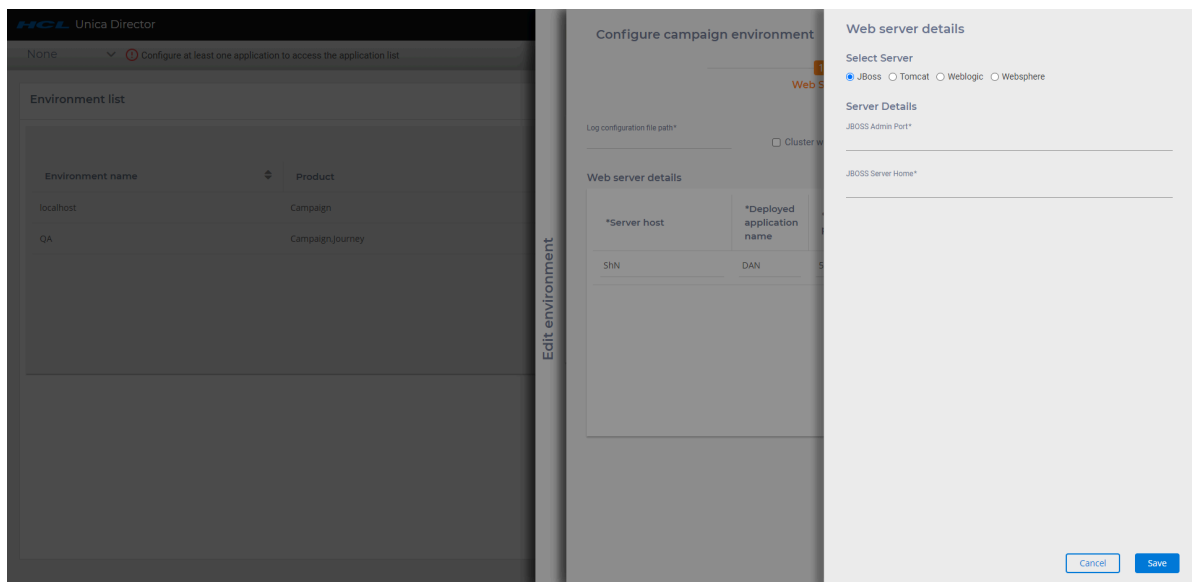 HCL Unica Director
None
Configure at least one application to access the application list
Environment list
Environment name
Product
localhost
Campaign
QA
Campaign,Journey
Edit environment
Configure campaign environment
1
Web S
Log configuration file path*
Cluster w
Web server details
*Server host
*Deployed
application
name
ShN
DAN
Web server details
Select Server
JBoss
Tomcat
Weblogic
Websphere
Server Details
JBOSS Admin Port*
JBOSS Server Home*
Cancel
Save